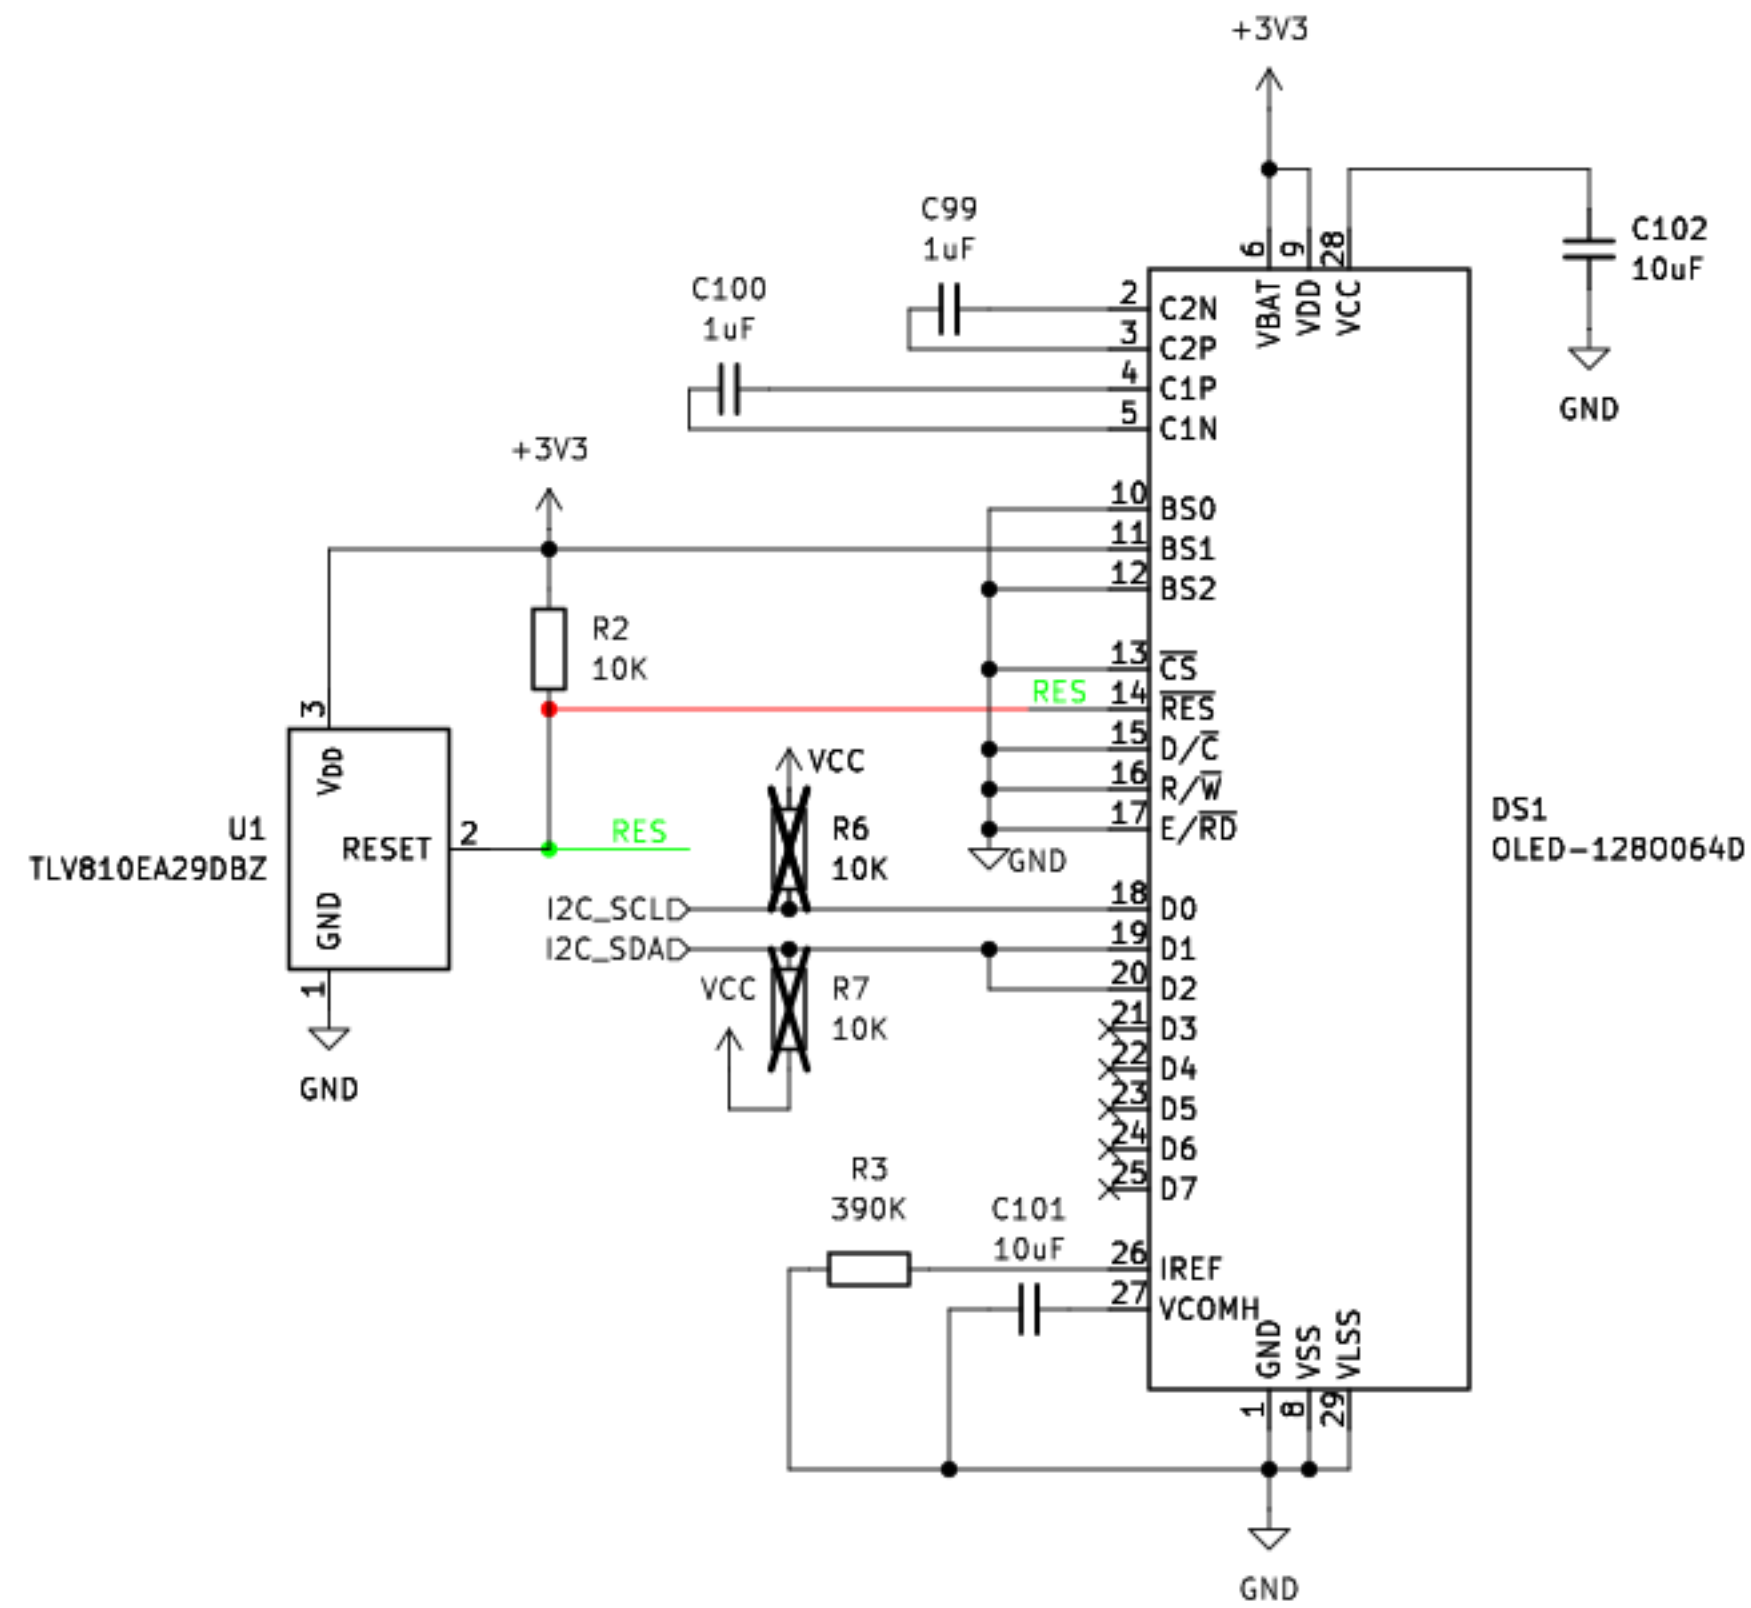 +3V3
C99
1uF
C100
1uF
C102
10uF
GND
6
9
28
VBAT
VDD
VCC
2
C2N
3
C2P
4
C1P
5
C1N
+3V3
10
BS0
11
BS1
12
BS2
R2
10K
13
CS
RES
14
RES
15
D/C
16
R/W
17
E/RD
GND
3
VDD
U1
TLV810EA29DBZ
RESET
2
RES
GND
1
GND
VCC
R6
10K
DS1
OLED-128O064D
I2C_SCL
18
D0
I2C_SDA
19
D1
20
D2
VCC
R7
10K
21
D3
22
D4
23
D5
24
D6
25
D7
R3
390K
C101
10uF
26
IREF
27
VCOMH
GND
VSS
VLSS
1
8
29
GND